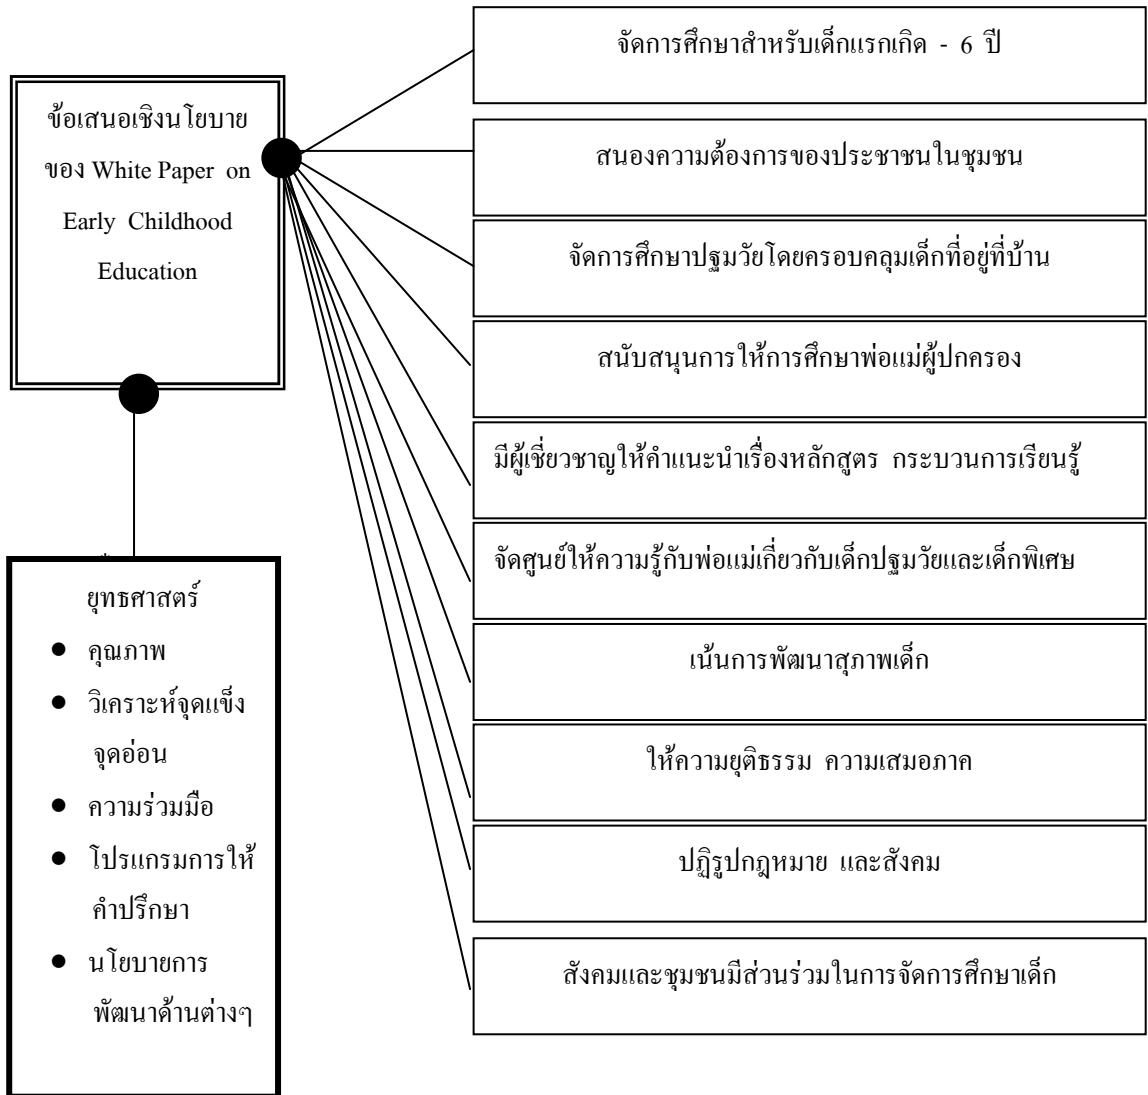 ข้อเสนอเชิงนโยบาย
ของ White Paper on
Early Childhood
Education
จัดการศึกษาสำหรับเด็กแรกเกิด - 6 ปี
สนองความต้องการของประชาชนในชุมชน
จัดการศึกษาปฐมวัยโดยครอบคลุมเด็กที่อยู่ที่บ้าน
สนับสนุนการให้การศึกษาพ่อแม่ผู้ปกครอง
มีผู้เชี่ยวชาญให้คำแนะนำเรื่องหลักสูตร กระบวนการเรียนรู้
จัดศูนย์ให้ความรู้กับพ่อแม่เกี่ยวกับเด็กปฐมวัยและเด็กพิเศษ
เน้นการพัฒนาสุภาพเด็ก
ให้ความยุติธรรม ความเสมอภาค
ปฏิรูปกฎหมาย และสังคม
สังคมและชุมชนมีส่วนร่วมในการจัดการศึกษาเด็ก
ยุทธศาสตร์
● คุณภาพ
● วิเคราะห์จุดแข็ง
จุดอ่อน
● ความร่วมมือ
● โปรแกรมการให้
คำปรึกษา
● นโยบายการ
พัฒนาด้านต่างๆ